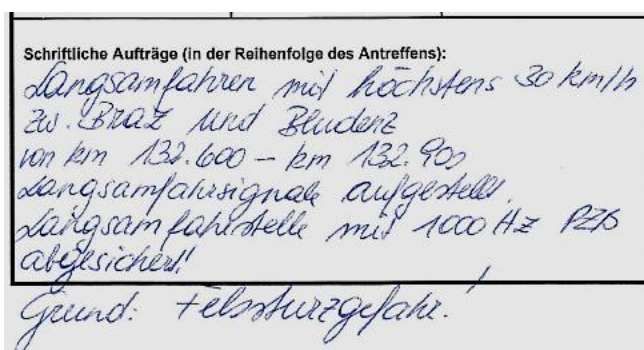 Schriftliche Aufträge (in der Reihenfolge des Antreffens):
Langsamfahren mit höchstens 30 km/h
zw. Braz und Bludenz
von km 132.600 - km 132.900
Langsamfahrsignale aufgestellt.
Langsamfahrstelle mit 1000 Hz PZB
abgesichert!
Grund: Felssturzgefahr!